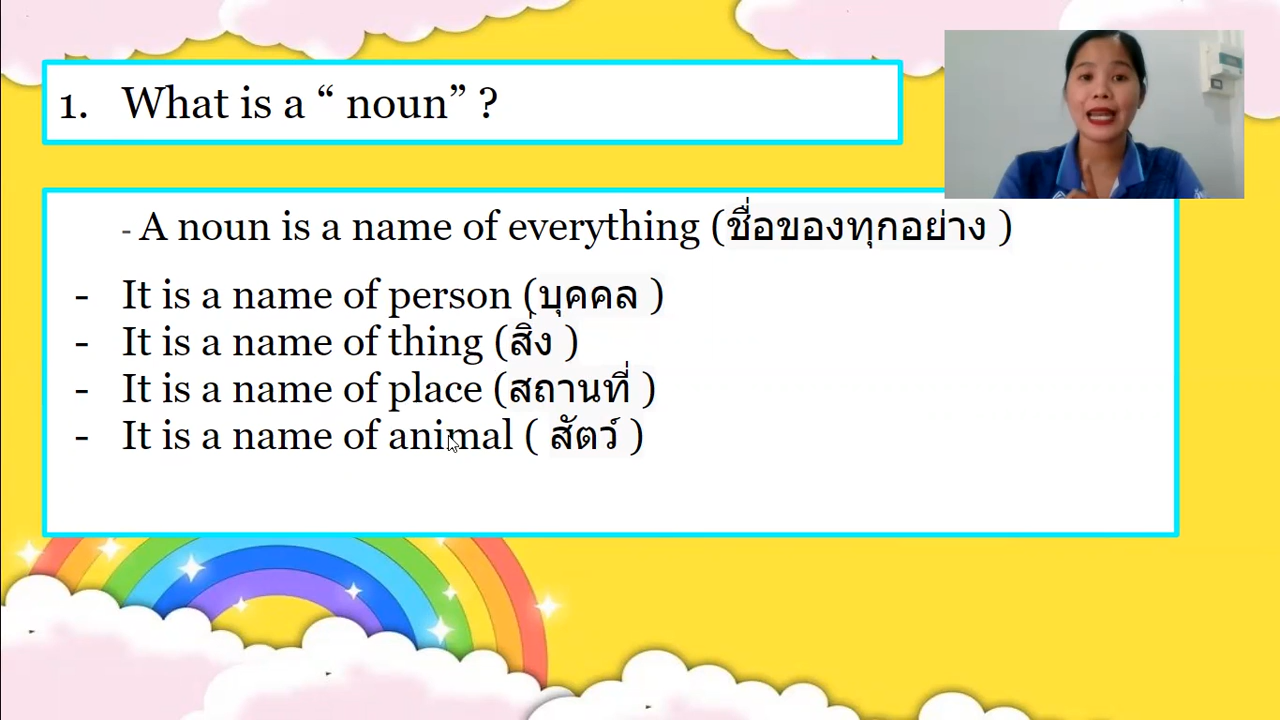 1. What is a “ noun” ?
- A noun is a name of everything (ชื่อของทุกอย่าง )
- It is a name of person (บุคคล )
- It is a name of thing (สิ่ง )
- It is a name of place (สถานที่ )
- It is a name of animal ( สัตว์ )